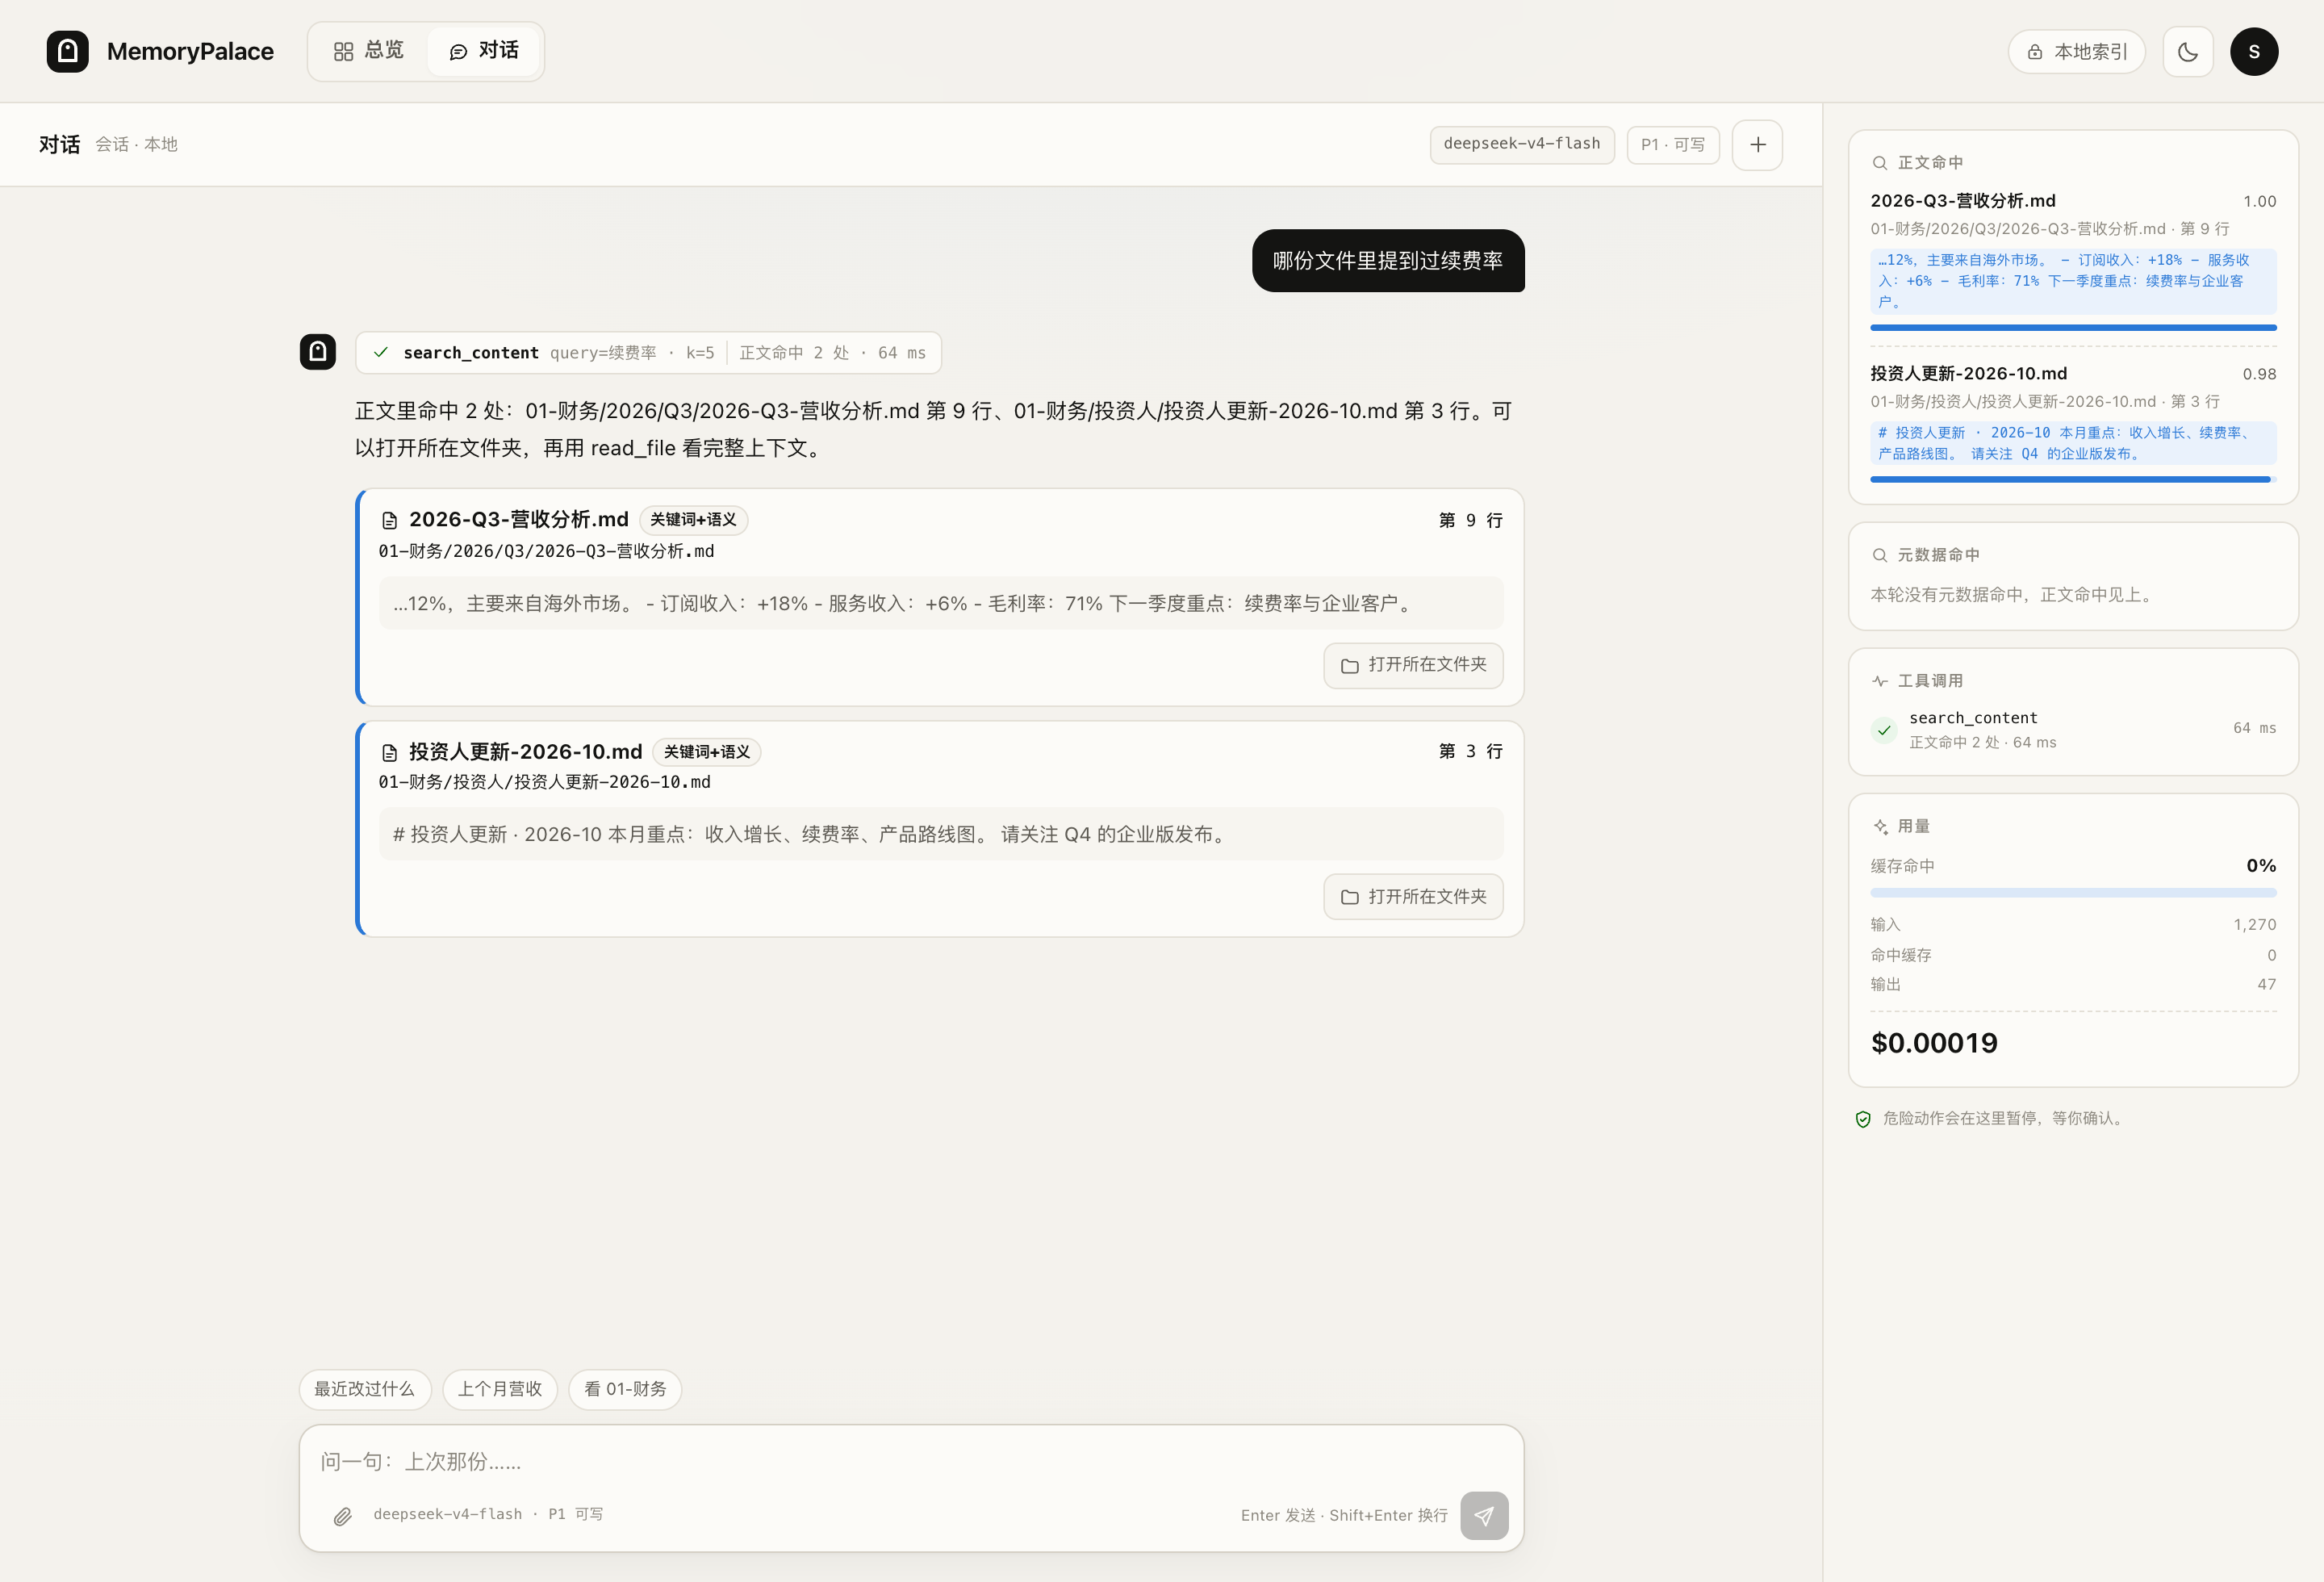 MemoryPalace
总览
对话
本地索引
S
对话 会话 · 本地
deepseek-v4-flash
P1 · 可写
哪份文件里提到过续费率
search_content query=续费率 · k=5 正文命中 2 处 · 64 ms
正文里命中 2 处：01-财务/2026/Q3/2026-Q3-营收分析.md 第 9 行、01-财务/投资人/投资人更新-2026-10.md 第 3 行。可
以打开所在文件夹，再用 read_file 看完整上下文。
2026-Q3-营收分析.md 关键词+语义 第 9 行
01-财务/2026/Q3/2026-Q3-营收分析.md
…12%，主要来自海外市场。 - 订阅收入：+18% - 服务收入：+6% - 毛利率：71% 下一季度重点：续费率与企业客户。
打开所在文件夹
投资人更新-2026-10.md 关键词+语义 第 3 行
01-财务/投资人/投资人更新-2026-10.md
# 投资人更新 · 2026-10 本月重点：收入增长、续费率、产品路线图。 请关注 Q4 的企业版发布。
打开所在文件夹
最近改过什么
上个月营收
看 01-财务
问一句：上次那份……
deepseek-v4-flash · P1 可写
Enter 发送 · Shift+Enter 换行
正文命中
2026-Q3-营收分析.md 1.00
01-财务/2026/Q3/2026-Q3-营收分析.md · 第 9 行
…12%，主要来自海外市场。 - 订阅收入：+18% - 服务收
入：+6% - 毛利率：71% 下一季度重点：续费率与企业客
户。
投资人更新-2026-10.md 0.98
01-财务/投资人/投资人更新-2026-10.md · 第 3 行
# 投资人更新 · 2026-10 本月重点：收入增长、续费率、
产品路线图。 请关注 Q4 的企业版发布。
元数据命中
本轮没有元数据命中，正文命中见上。
工具调用
search_content
正文命中 2 处 · 64 ms
64 ms
用量
缓存命中 0%
输入 1,270
命中缓存 0
输出 47
$0.00019
危险动作会在这里暂停，等你确认。